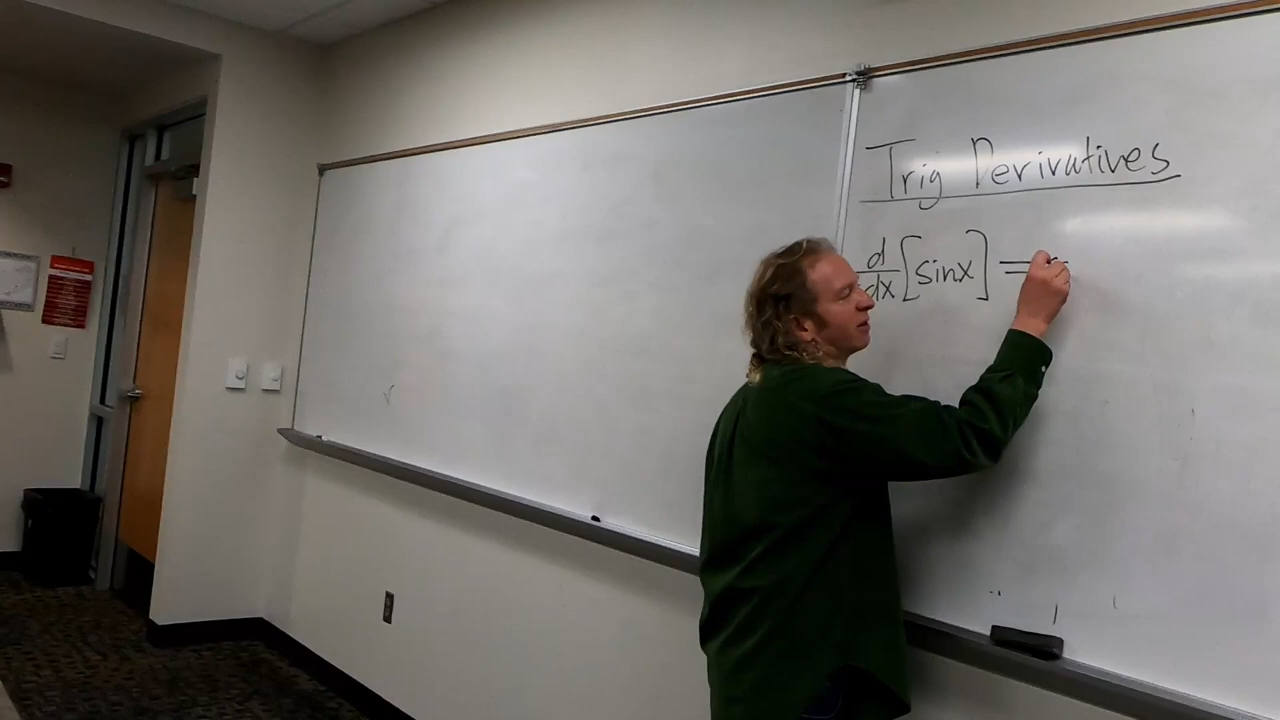 Trig Derivatives
d/dx [sinx] =